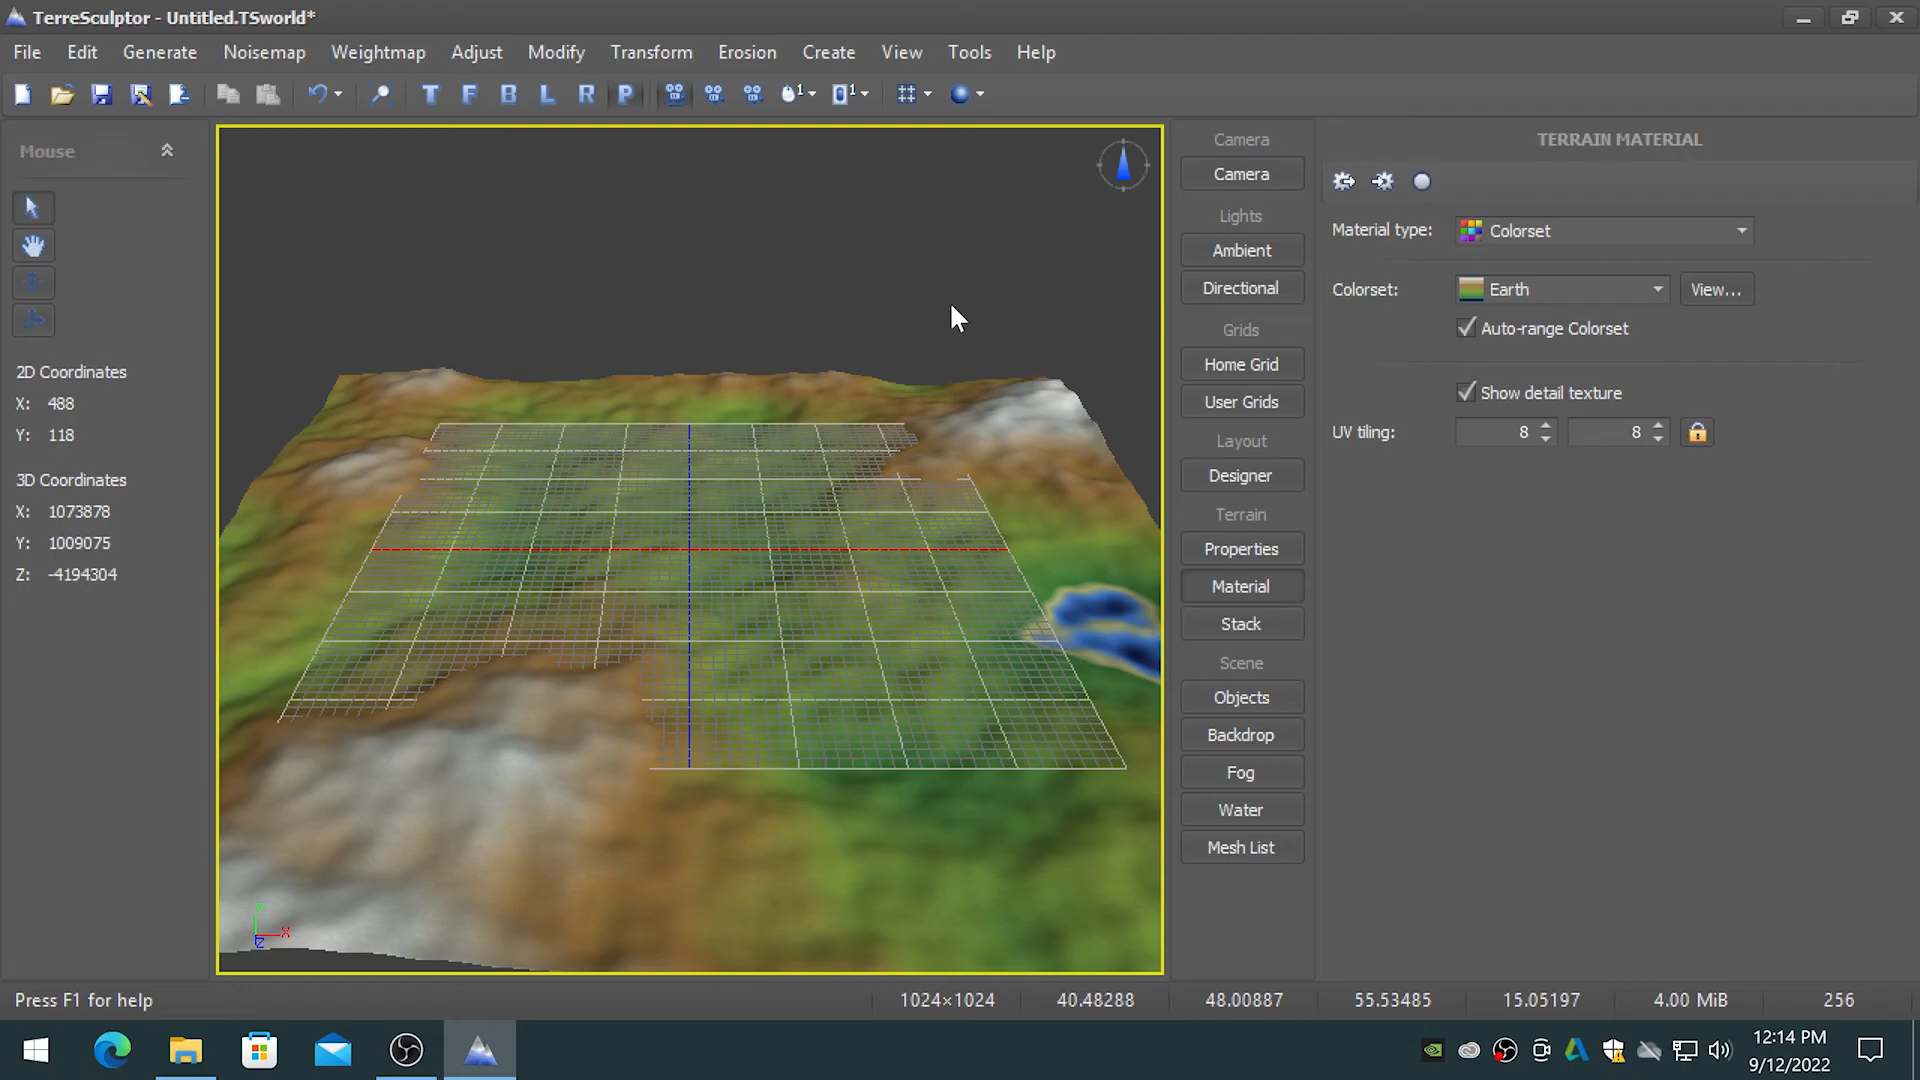 TerreSculptor - Untitled.TSworld*
File Edit Generate Noisemap Weightmap Adjust Modify Transform Erosion Create View Tools Help
T F B L R P 1 1
Mouse
2D Coordinates
X: 488
Y: 118
3D Coordinates
X: 1073878
Y: 1009075
Z: -4194304
Y
X
Z
Camera
Camera
Lights
Ambient
Directional
Grids
Home Grid
User Grids
Layout
Designer
Terrain
Properties
Material
Stack
Scene
Objects
Backdrop
Fog
Water
Mesh List
TERRAIN MATERIAL
Material type: Colorset
Colorset: Earth View...
Auto-range Colorset
Show detail texture
UV tiling: 8 8
Press F1 for help 1024×1024 40.48288 48.00887 55.53485 15.05197 4.00 MiB 256
12:14 PM
9/12/2022